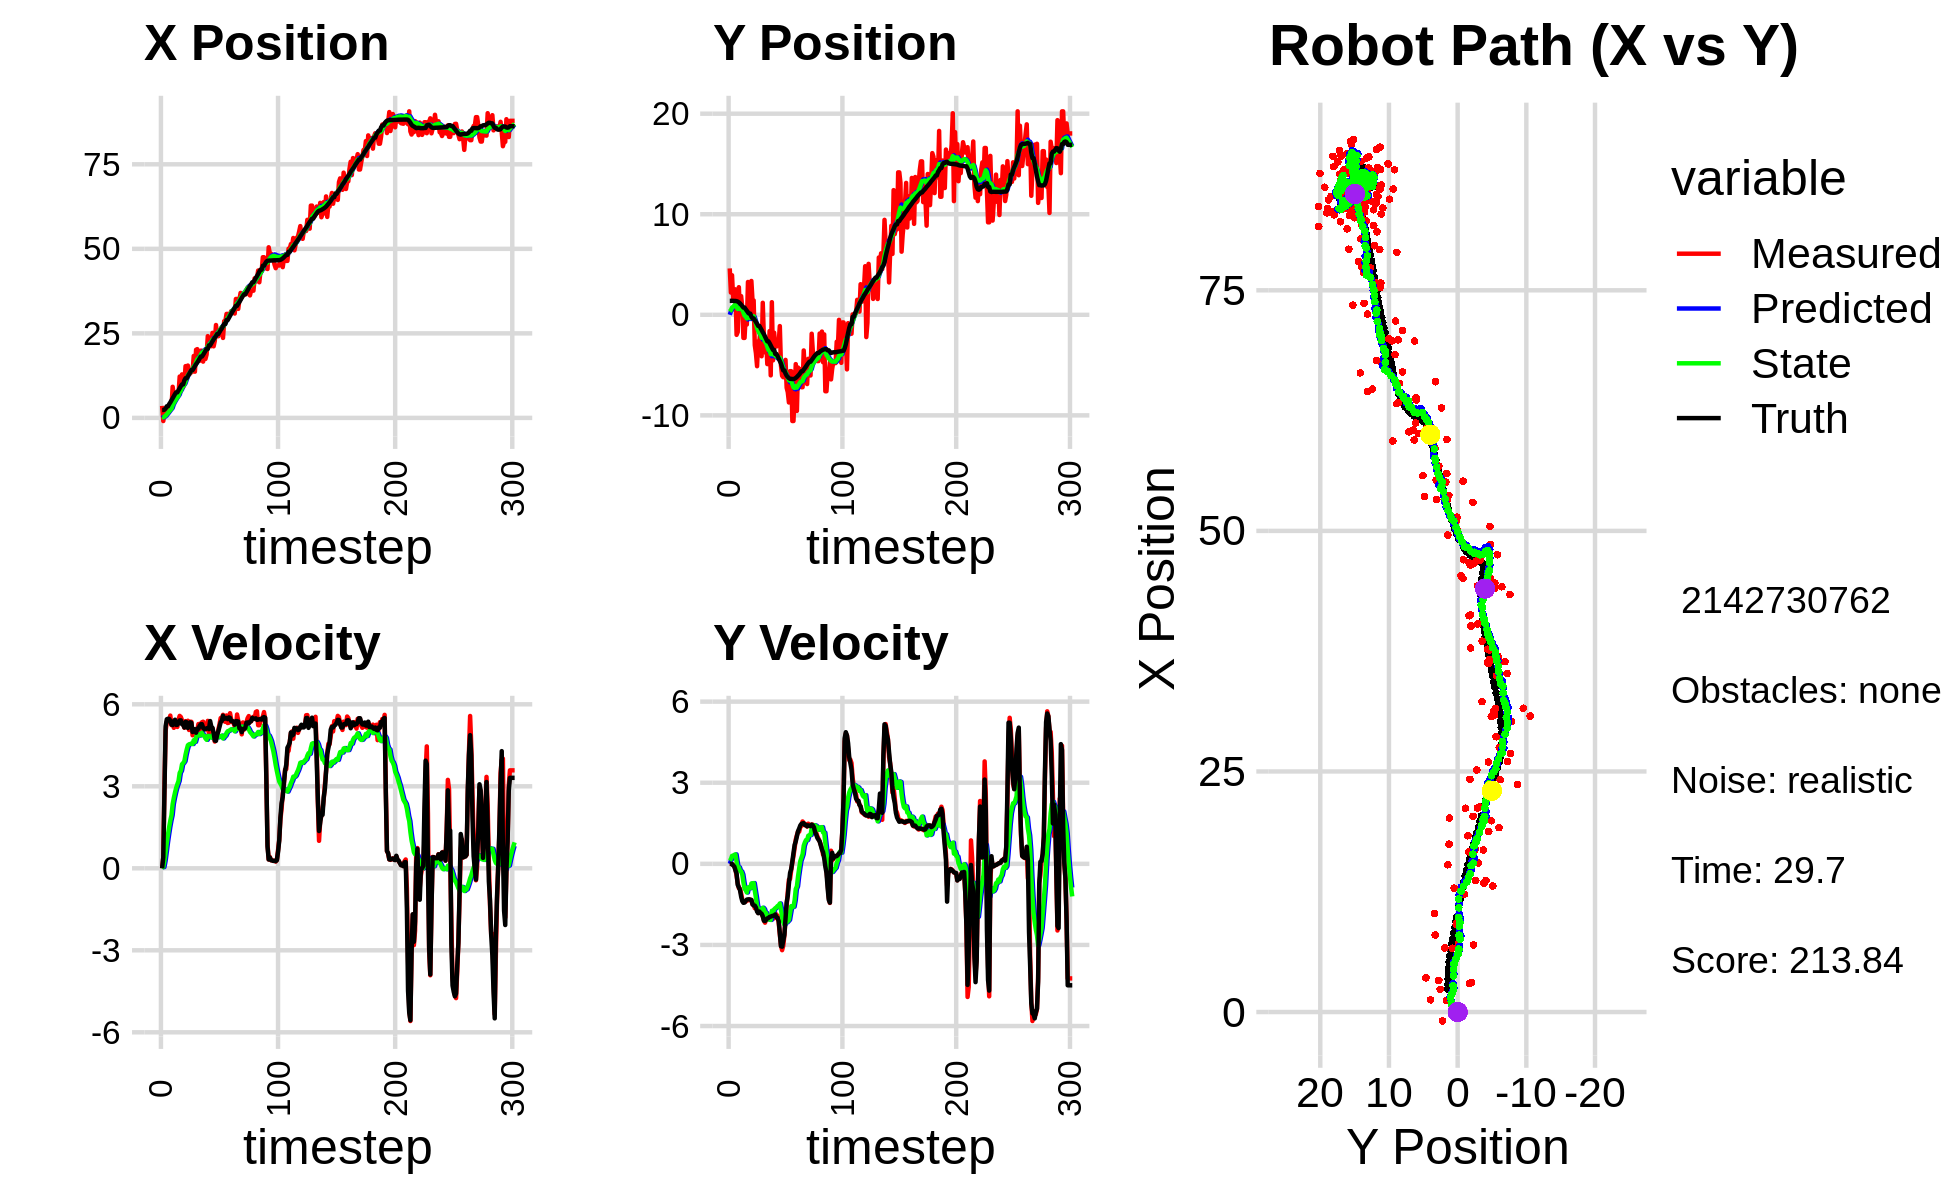 X Position
75
50
25
0
0
100
200
300
timestep
Y Position
20
10
0
-10
0
100
200
300
timestep
X Velocity
6
3
0
-3
-6
0
100
200
300
timestep
Y Velocity
6
3
0
-3
-6
0
100
200
300
timestep
Robot Path (X vs Y)
X Position
75
50
25
0
20 10 0 -10 -20
Y Position
variable
Measured
Predicted
State
Truth
2142730762
Obstacles: none
Noise: realistic
Time: 29.7
Score: 213.84